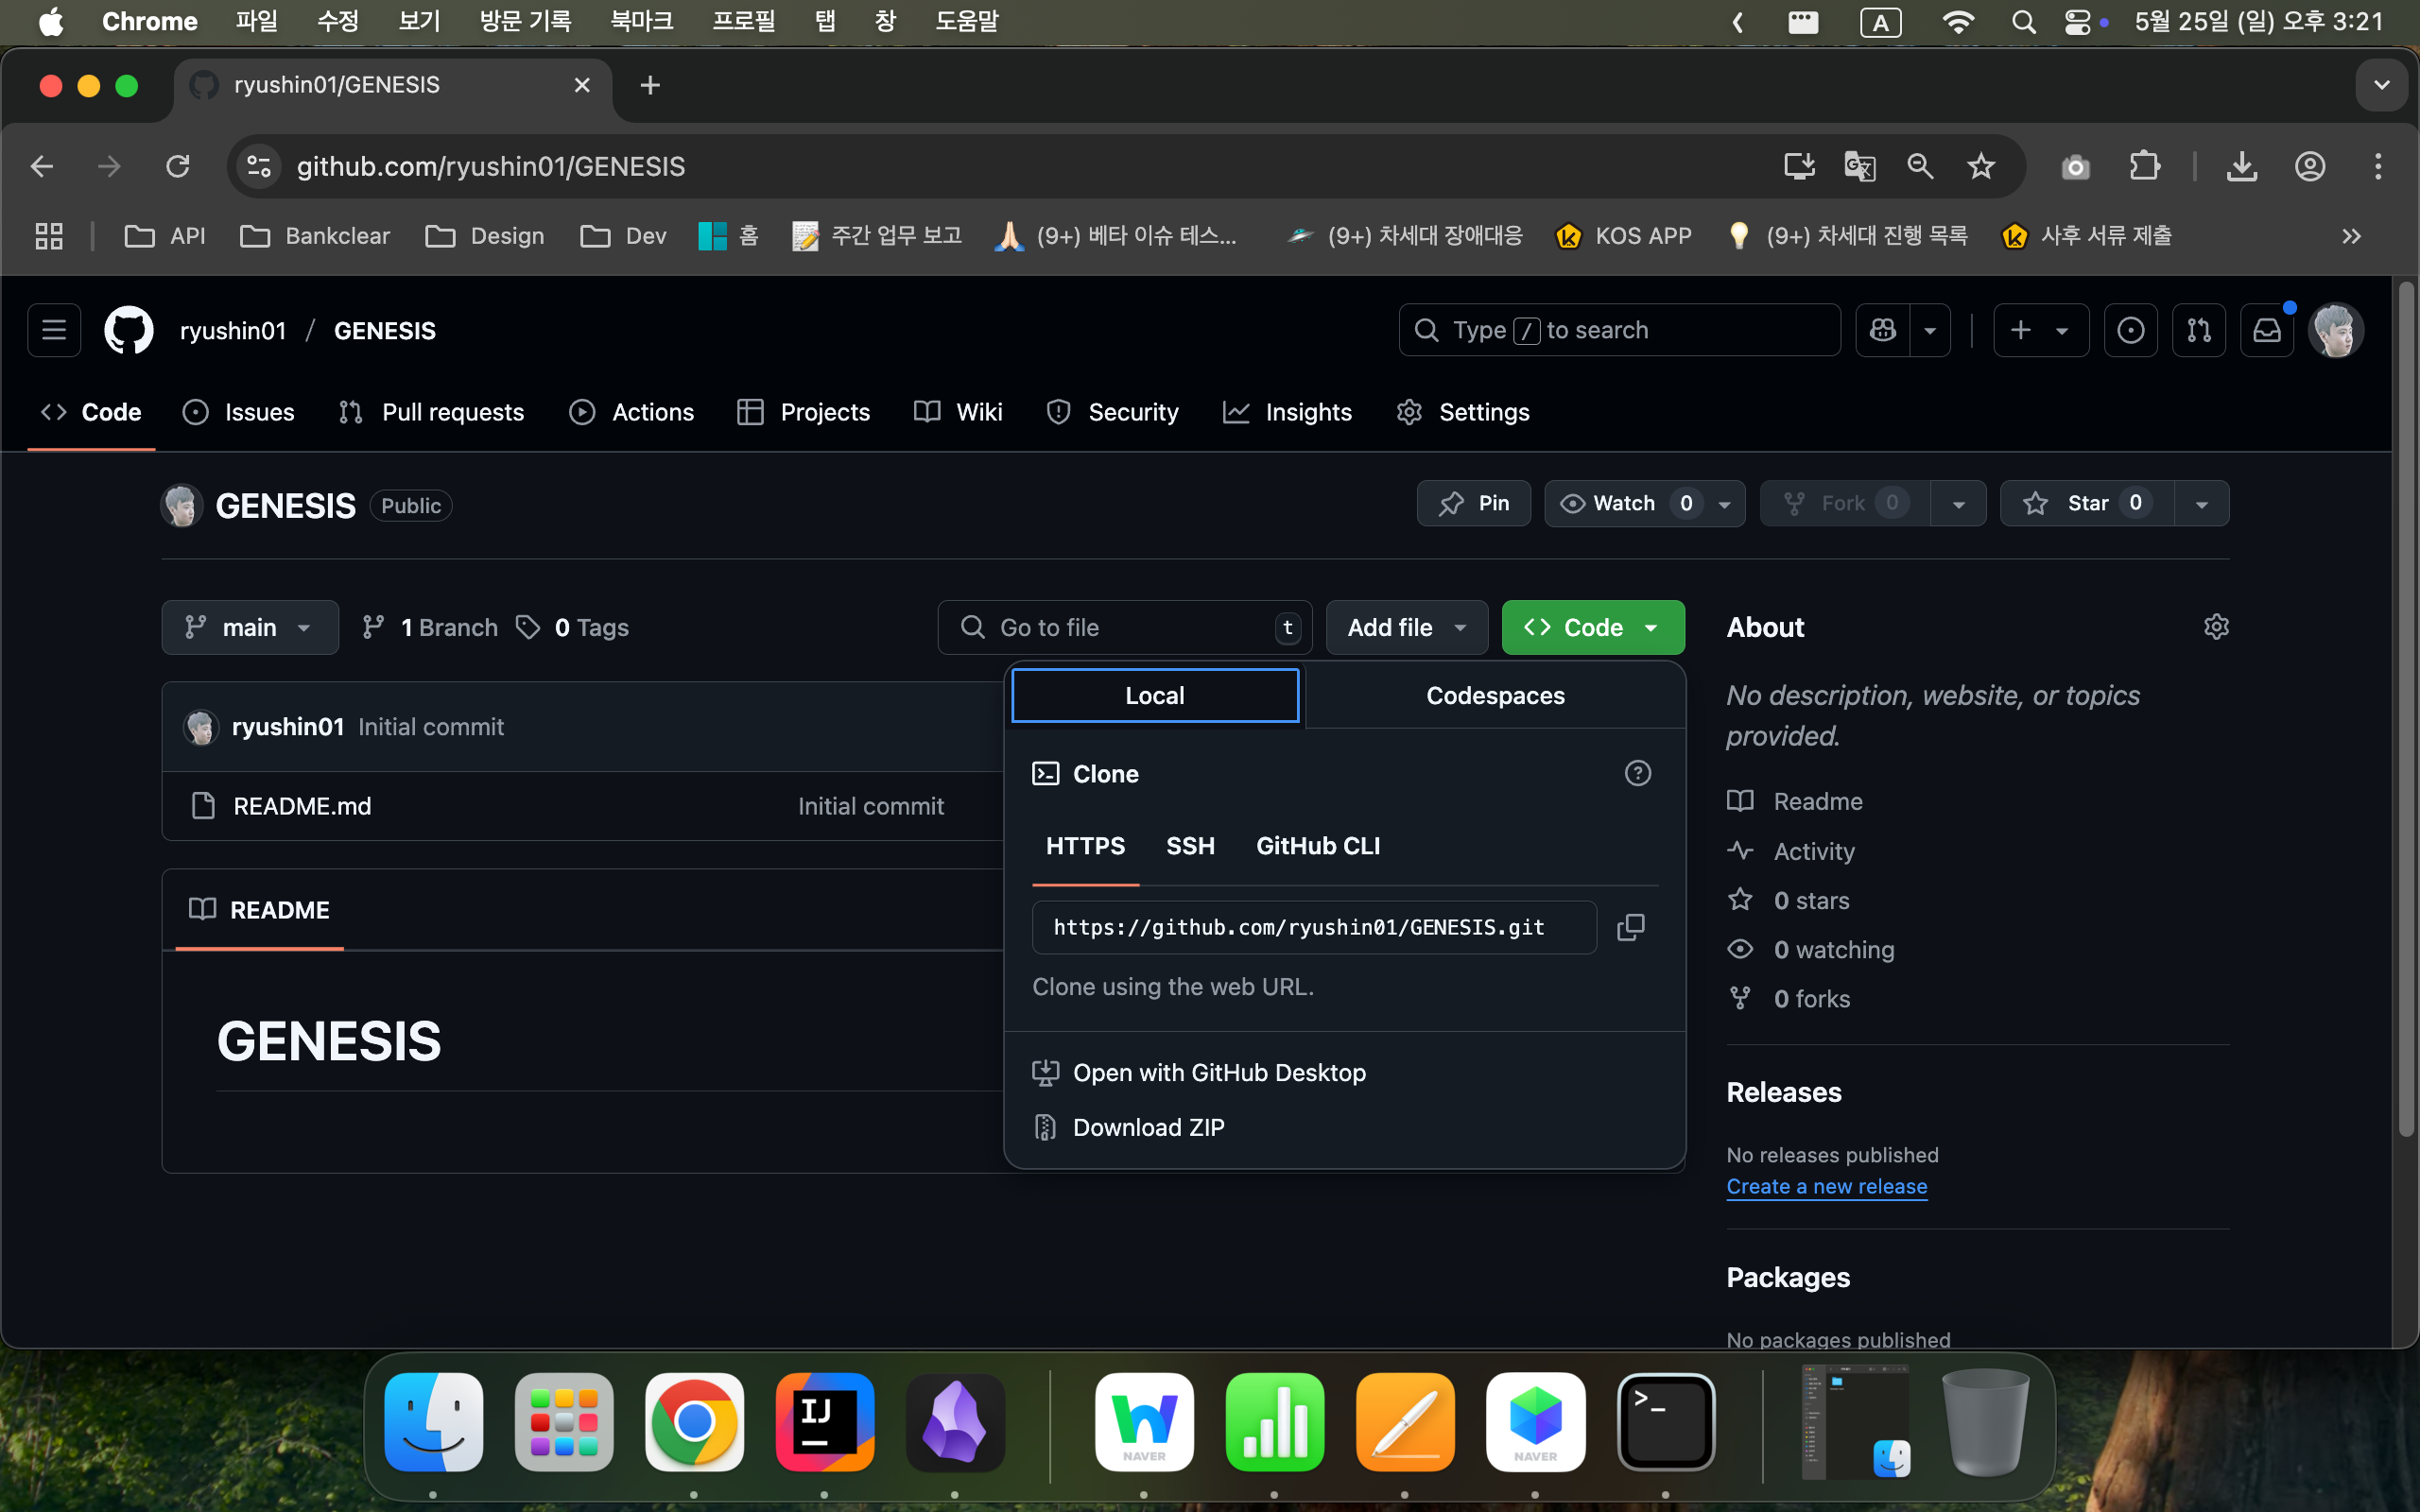 Chrome 파일 수정 보기 방문 기록 북마크 프로필 탭 창 도움말 A 5월 25일 (일) 오후 3:21
ryushin01/GENESIS
github.com/ryushin01/GENESIS
API Bankclear Design Dev 홈 주간 업무 보고 (9+) 베타 이슈 테스... (9+) 차세대 장애대응 KOS APP (9+) 차세대 진행 목록 사후 서류 제출
ryushin01 / GENESIS Type / to search
Code Issues Pull requests Actions Projects Wiki Security Insights Settings
GENESIS Public Pin Watch 0 Fork 0 Star 0
main 1 Branch 0 Tags Go to file t Add file Code
ryushin01 Initial commit
README.md Initial commit
README
GENESIS
Local Codespaces
Clone
HTTPS SSH GitHub CLI
https://github.com/ryushin01/GENESIS.git
Clone using the web URL.
Open with GitHub Desktop
Download ZIP
About
No description, website, or topics
provided.
Readme
Activity
0 stars
0 watching
0 forks
Releases
No releases published
Create a new release
Packages
No packages published
IJ
NAVER
NAVER